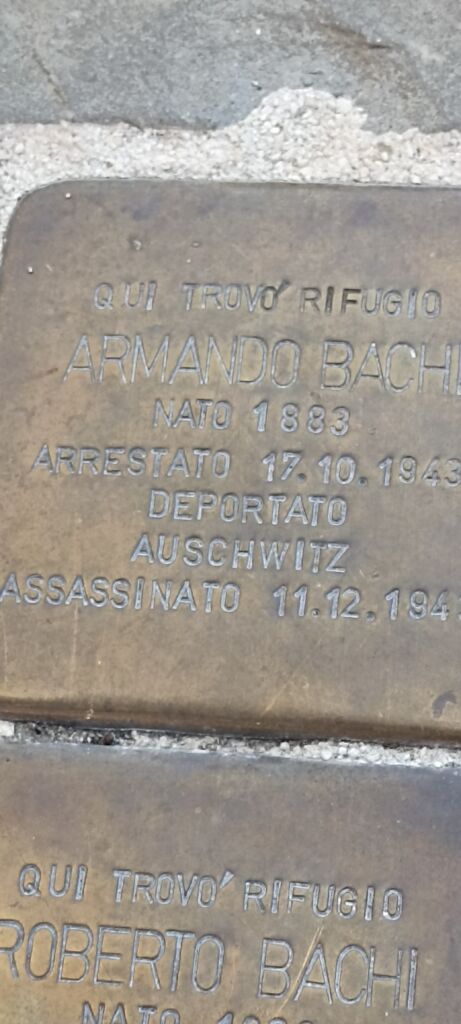 QUI TROVO' RIFUGIO
ARMANDO BACHI
NATO 1883
ARRESTATO 17.10.1943
DEPORTATO
AUSCHWITZ
ASSASSINATO
QUI TROVO' RIFUGIO
ROBERTO BACHI
NATO